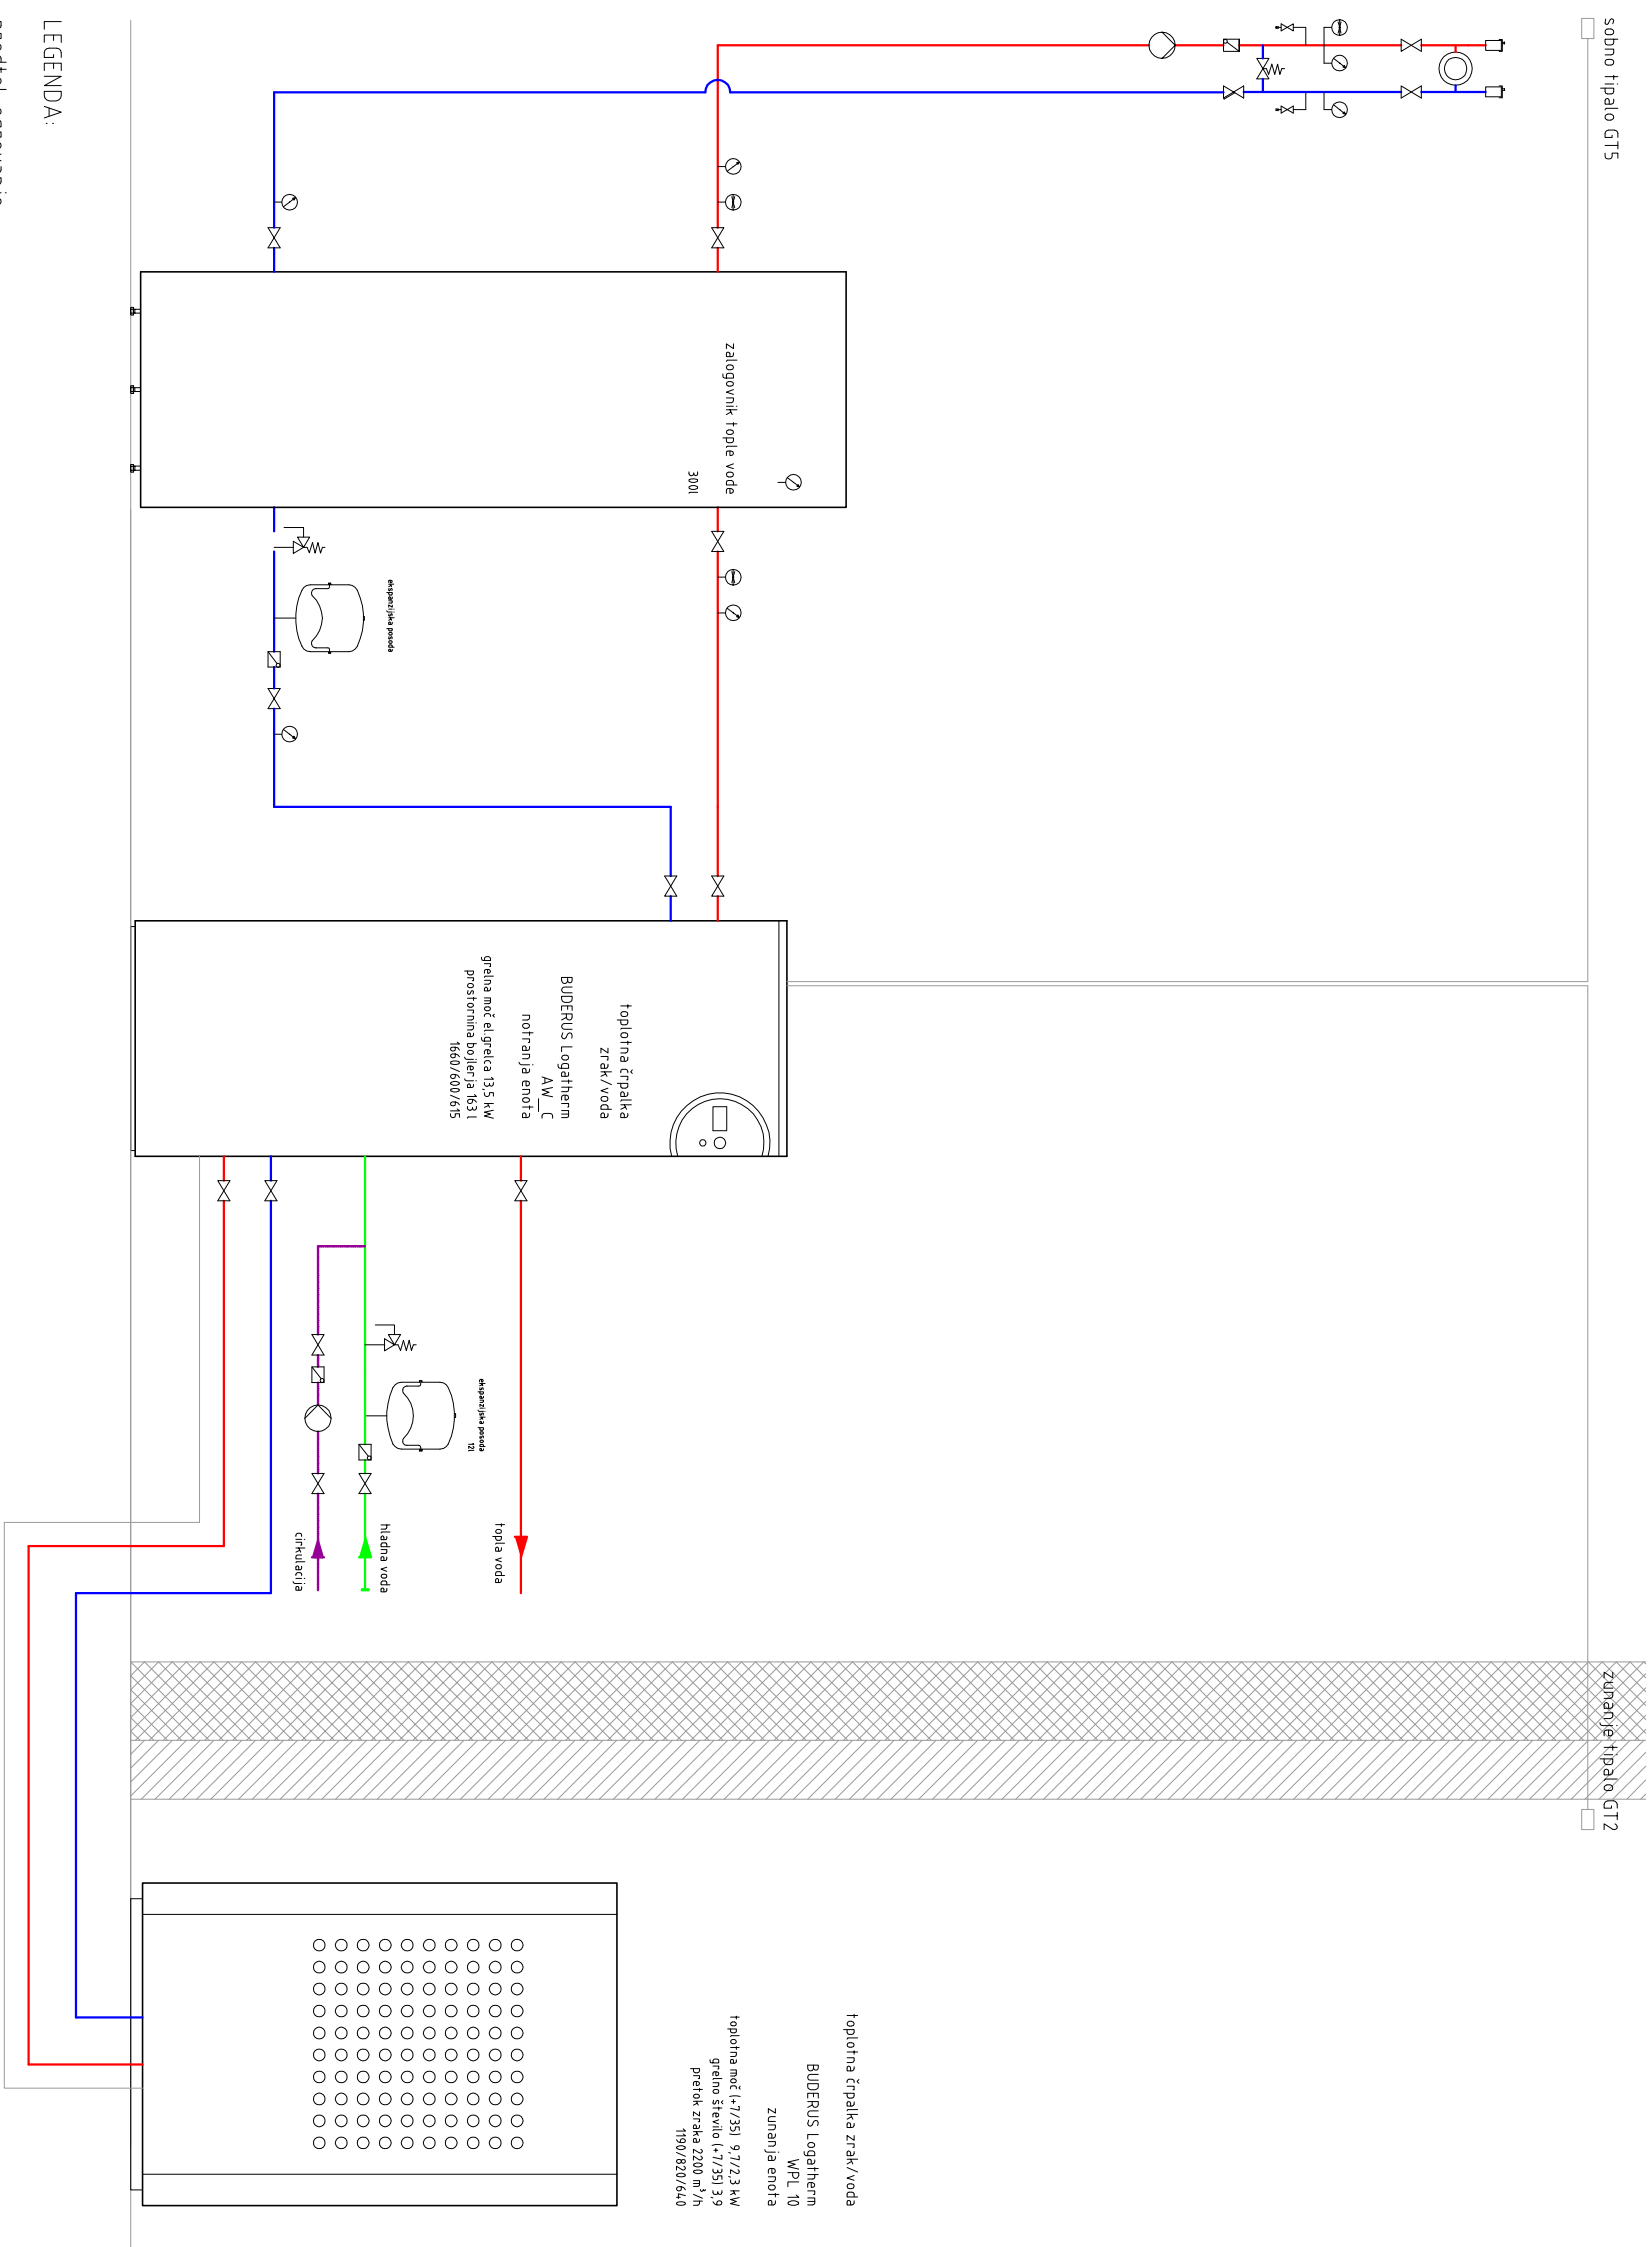 sobno tipalo GT5
zunanje tipalo GT2
zalogovnik tople vode
300l
ekspanzijska posoda
toplotna črpalka
zrak/voda
BUDERUS Logatherm
AW__C
notranja enota
grelna moč el.grelca 13,5 kW
prostornina bojlerja 163 l
1660/600/615
ekspanzijska posoda
12l
topla voda
hladna voda
cirkulacija
toplotna črpalka zrak/voda
BUDERUS Logatherm
WPL 10
zunanja enota
toplotna moč (+7/35) 9,7/2,3 kW
grelno število (+7/35) 3,9
pretok zraka 2200 m³/h
1190/820/640
LEGENDA: